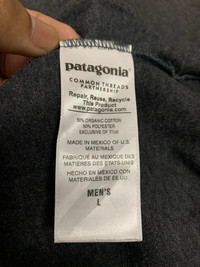 patagonia
COMMON THREADS
PARTNERSHIP
Repair, Reuse, Recycle
This Product
www.patagonia.com
50% ORGANIC COTTON
50% POLYESTER
EXCLUSIVE OF TRIM
MADE IN MEXICO OF U.S.
MATERIALS
FABRIQUÉ AU MEXIQUE DES
MATIÈRES DES ETATS-UNIS
HECHO EN MÉXICO CON
MATERIALES DE EE.UU.
MEN'S
L